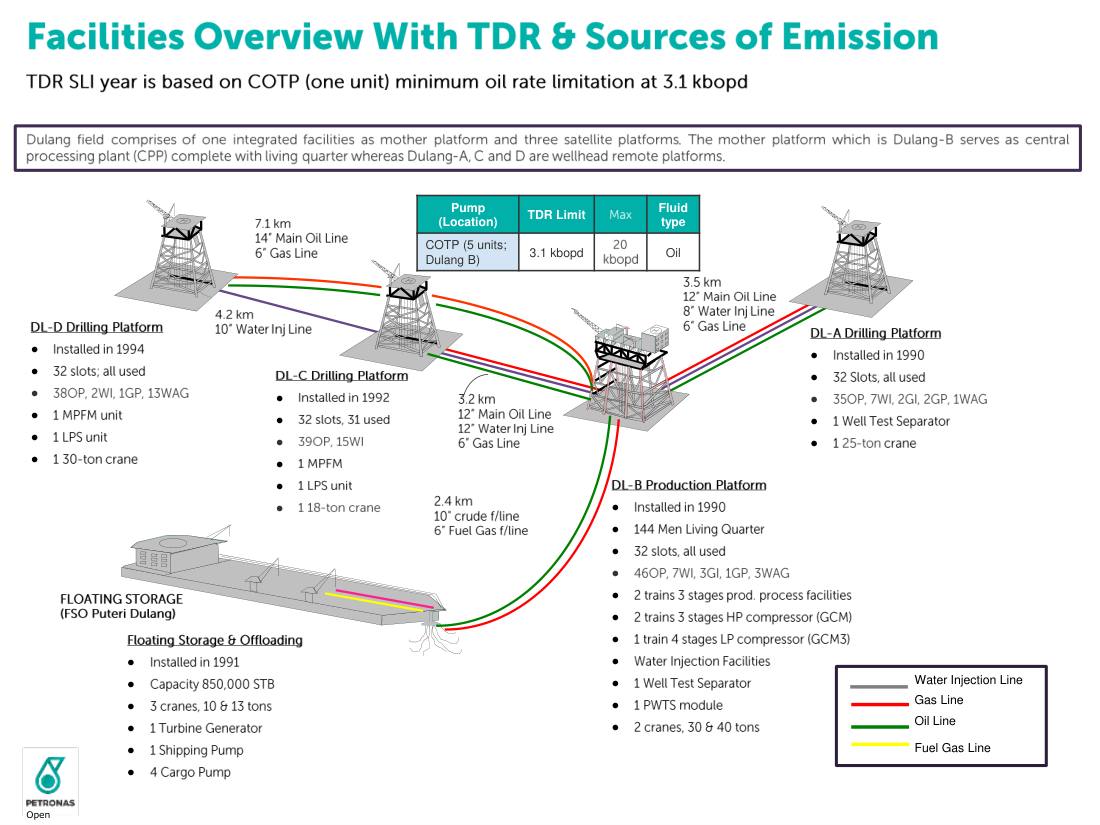 Facilities Overview With TDR & Sources of Emission
TDR SLI year is based on COTP (one unit) minimum oil rate limitation at 3.1 kbopd
Dulang field comprises of one integrated facilities as mother platform and three satellite platforms. The mother platform which is Dulang-B serves as central
processing plant (CPP) complete with living quarter whereas Dulang-A, C and D are wellhead remote platforms.
Pump (Location) TDR Limit Max Fluid type
COTP (5 units; Dulang B) 3.1 kbopd 20 kbopd Oil
7.1 km
14” Main Oil Line
6” Gas Line
4.2 km
10” Water Inj Line
3.5 km
12” Main Oil Line
8” Water Inj Line
6” Gas Line
DL-D Drilling Platform
● Installed in 1994
● 32 slots; all used
● 38OP, 2WI, 1GP, 13WAG
● 1 MPFM unit
● 1 LPS unit
● 1 30-ton crane
DL-C Drilling Platform
● Installed in 1992
● 32 slots, 31 used
● 39OP, 15WI
● 1 MPFM
● 1 LPS unit
● 1 18-ton crane
3.2 km
12” Main Oil Line
12” Water Inj Line
6” Gas Line
DL-A Drilling Platform
● Installed in 1990
● 32 Slots, all used
● 35OP, 7WI, 2GI, 2GP, 1WAG
● 1 Well Test Separator
● 1 25-ton crane
2.4 km
10” crude f/line
6” Fuel Gas f/line
DL-B Production Platform
● Installed in 1990
● 144 Men Living Quarter
● 32 slots, all used
● 46OP, 7WI, 3GI, 1GP, 3WAG
● 2 trains 3 stages prod. process facilities
● 2 trains 3 stages HP compressor (GCM)
● 1 train 4 stages LP compressor (GCM3)
● Water Injection Facilities
● 1 Well Test Separator
● 1 PWTS module
● 2 cranes, 30 & 40 tons
FLOATING STORAGE
(FSO Puteri Dulang)
Floating Storage & Offloading
● Installed in 1991
● Capacity 850,000 STB
● 3 cranes, 10 & 13 tons
● 1 Turbine Generator
● 1 Shipping Pump
● 4 Cargo Pump
Water Injection Line
Gas Line
Oil Line
Fuel Gas Line
PETRONAS
Open